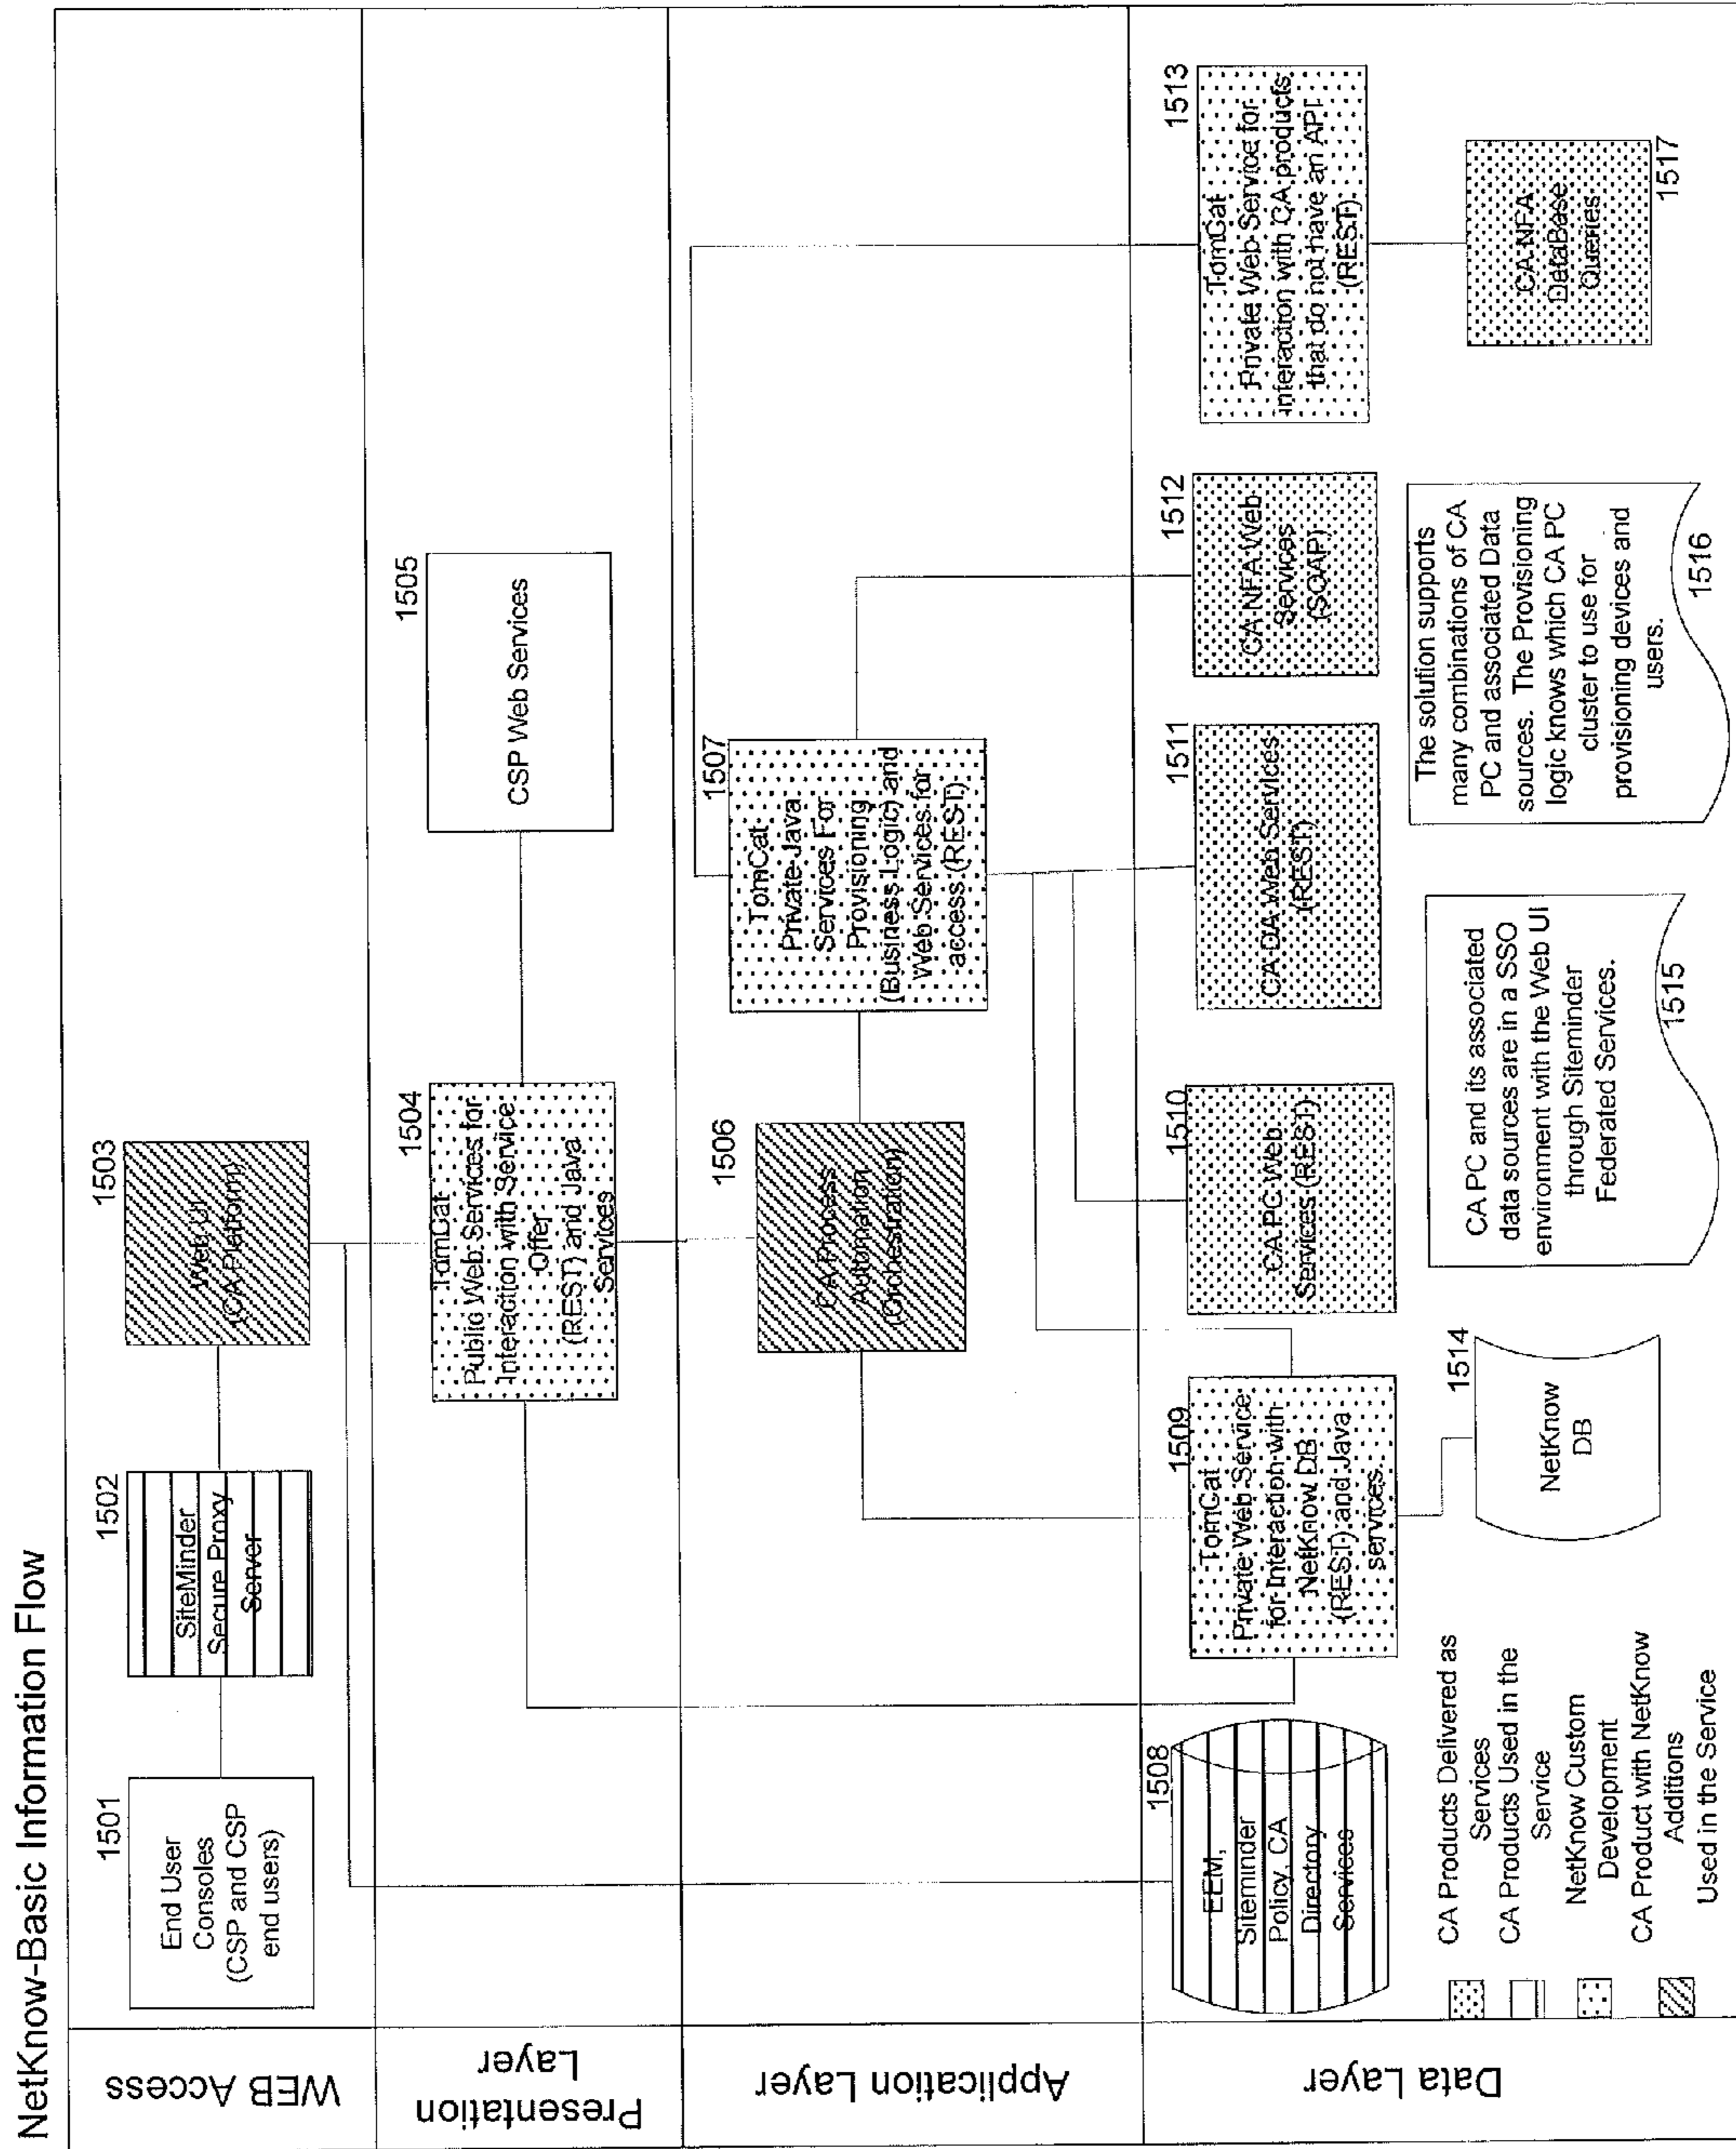 NetKnow-Basic Information Flow
WEB Access
1501
End User
Consoles
(CSP and CSP
end users)
1502
SiteMinder
Secure Proxy
Server
1503
Web UI
(CA Platform)
Presentation
Layer
1504
TomCat
Public Web Services for
Interaction with Service
Offer
(REST) and Java
Services
1505
CSP Web Services
Application Layer
1506
CA Process
Automation
(Orchestration)
1507
TomCat
Private Java
Services For
Provisioning
(Business Logic) and
Web Services for
access (REST)
Data Layer
1508
EEM,
Siteminder
Policy, CA
Directory
Services
1509
TomCat
Private Web Service
for Interaction with
NetKnow DB
(REST) and Java
services.
1510
CA PC Web
Services (REST)
1511
CA DA Web Services
(REST)
1512
CA NFA Web
Services
(SOAP)
1513
TomCat
Private Web Service for
interaction with CA products
that do not have an API.
(REST)
1514
NetKnow
DB
CA PC and its associated
data sources are in a SSO
environment with the Web UI
through Siteminder
Federated Services.
1515
The solution supports
many combinations of CA
PC and associated Data
sources. The Provisioning
logic knows which CA PC
cluster to use for
provisioning devices and
users.
1516
CA NFA
DataBase
Queries
1517
CA Products Delivered as
Services
CA Products Used in the
Service
NetKnow Custom
Development
CA Product with NetKnow
Additions
Used in the Service